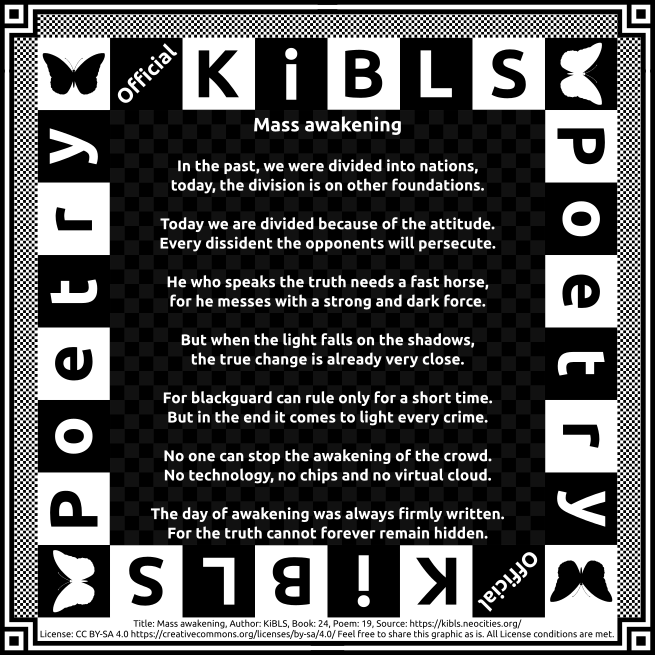 Official KiBLS
Poetry
Poetry
Mass awakening
In the past, we were divided into nations,
today, the division is on other foundations.
Today we are divided because of the attitude.
Every dissident the opponents will persecute.
He who speaks the truth needs a fast horse,
for he messes with a strong and dark force.
But when the light falls on the shadows,
the true change is already very close.
For blackguard can rule only for a short time.
But in the end it comes to light every crime.
No one can stop the awakening of the crowd.
No technology, no chips and no virtual cloud.
The day of awakening was always firmly written.
For the truth cannot forever remain hidden.
Official KiBLS
Title: Mass awakening, Author: KiBLS, Book: 24, Poem: 19, Source: https://kibls.neocities.org/
License: CC BY-SA 4.0 https://creativecommons.org/licenses/by-sa/4.0/ Feel free to share this graphic as is. All License conditions are met.